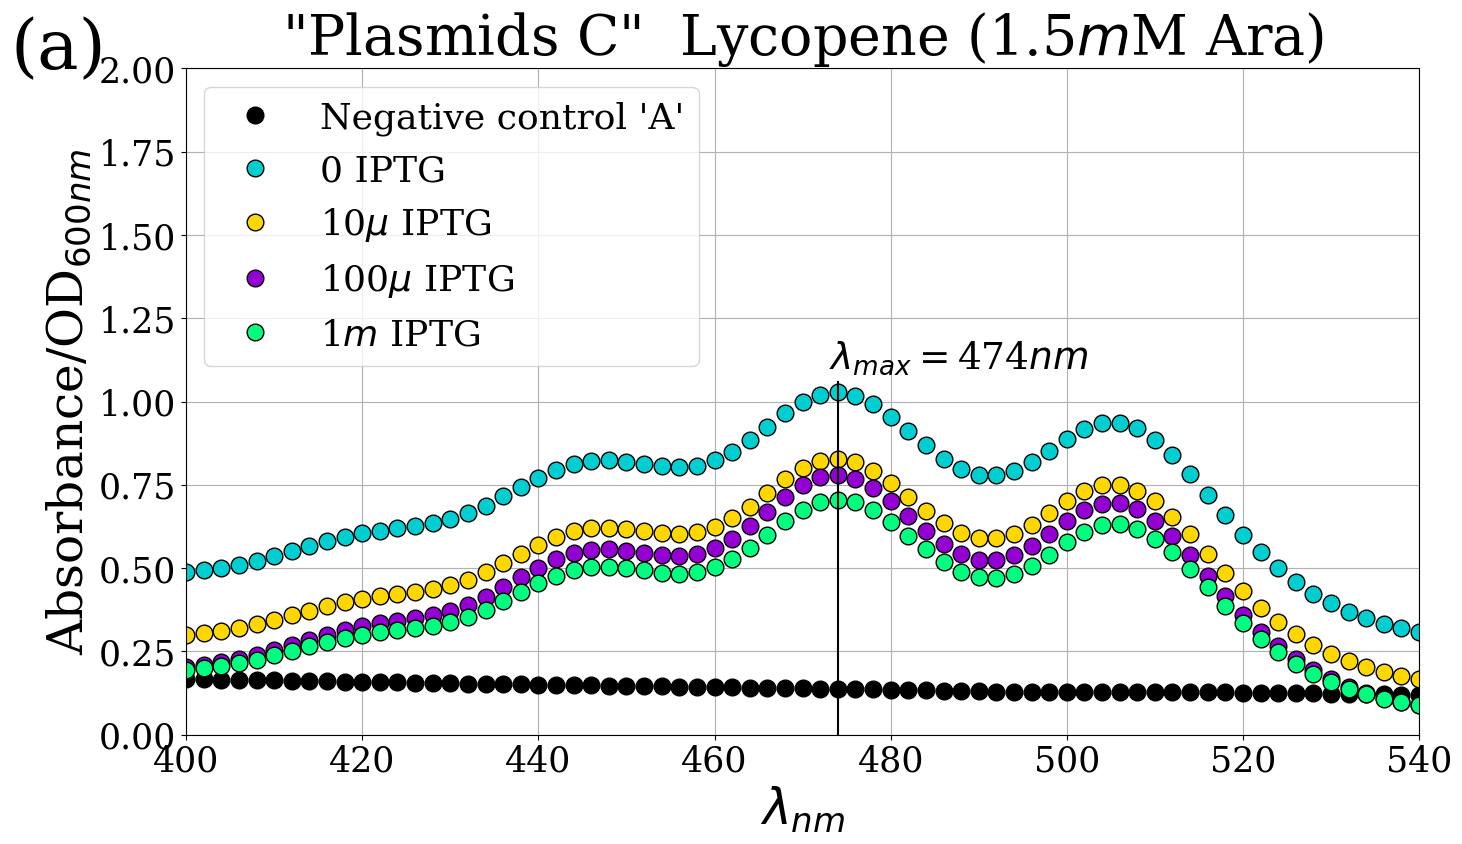 (a)
"Plasmids C" Lycopene (1.5mM Ara)
Negative control 'A'
0 IPTG
10μ IPTG
100μ IPTG
1m IPTG
λmax = 474nm
Absorbance/OD600nm
2.00
1.75
1.50
1.25
1.00
0.75
0.50
0.25
0.00
400 420 440 460 480 500 520 540
λnm